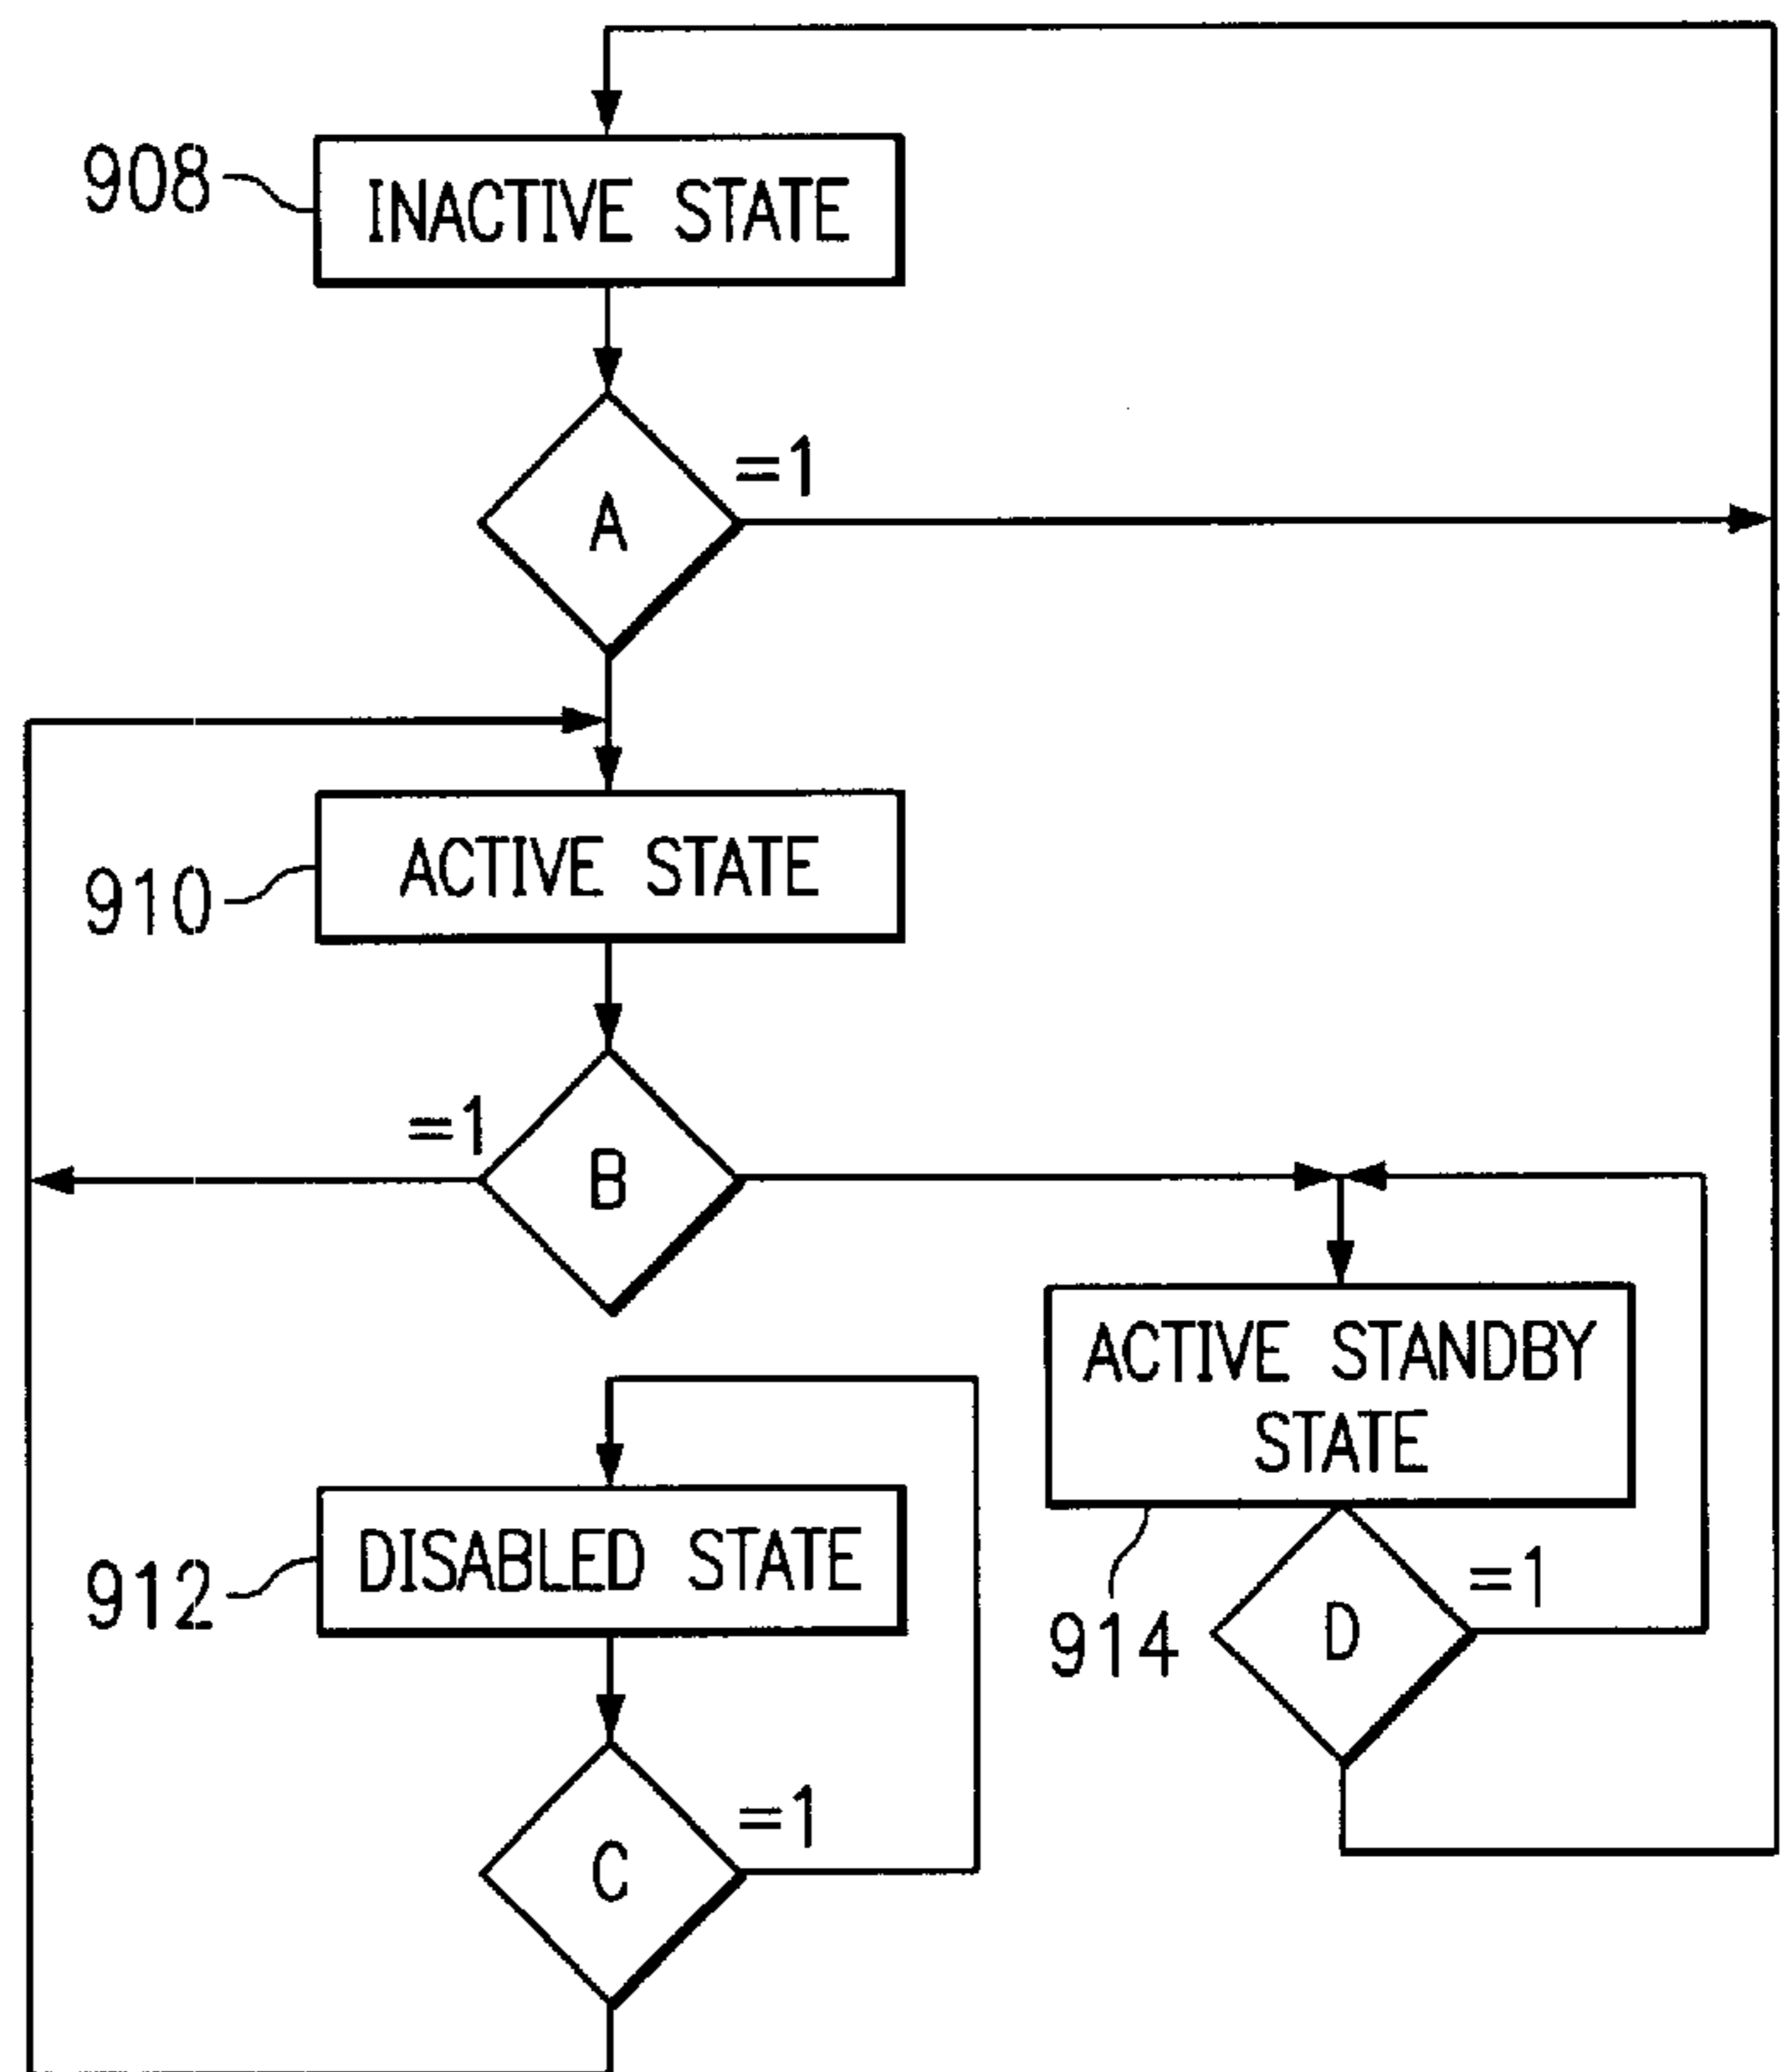 908
INACTIVE STATE
=1
A
910
ACTIVE STATE
=1
B
ACTIVE STANDBY
STATE
912
DISABLED STATE
914
=1
D
=1
C